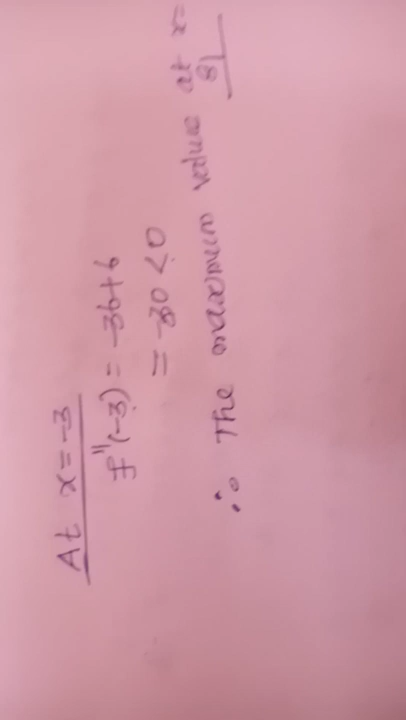 At x=-3
f"(-3) = -36+6
= -30 < 0
∴ The maximum value at x=
81